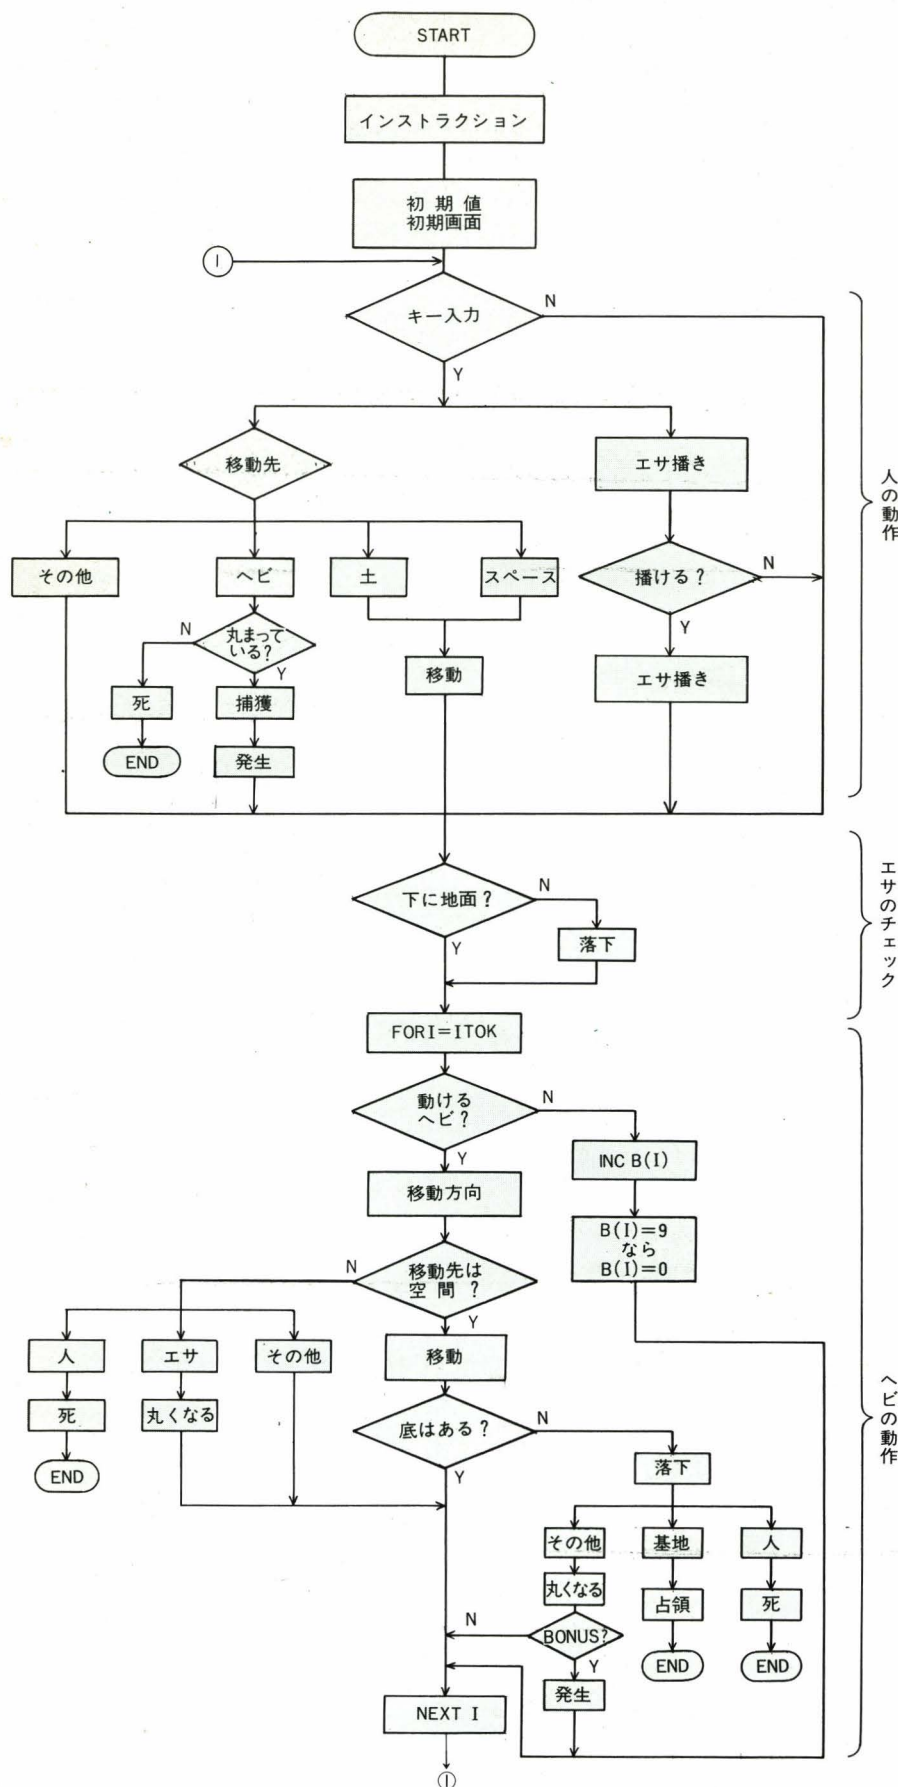 START
インストラクション
初期値
初期画面
1
キー入力
N
Y
移動先
エサ播き
その他
ヘビ
土
スペース
播ける?
N
Y
丸まって
いる?
N
Y
移動
エサ播き
死
捕獲
END
発生
人の動作
下に地面?
N
Y
落下
エサのチェック
FORI=ITOK
動ける
ヘビ?
N
Y
INC B(I)
移動方向
B(I)=9
なら
B(I)=0
移動先は
空間?
N
Y
人
エサ
その他
移動
死
丸くなる
底はある?
N
Y
END
落下
その他
基地
人
丸くなる
占領
死
BONUS?
N
Y
END
END
発生
NEXT I
1
ヘビの動作